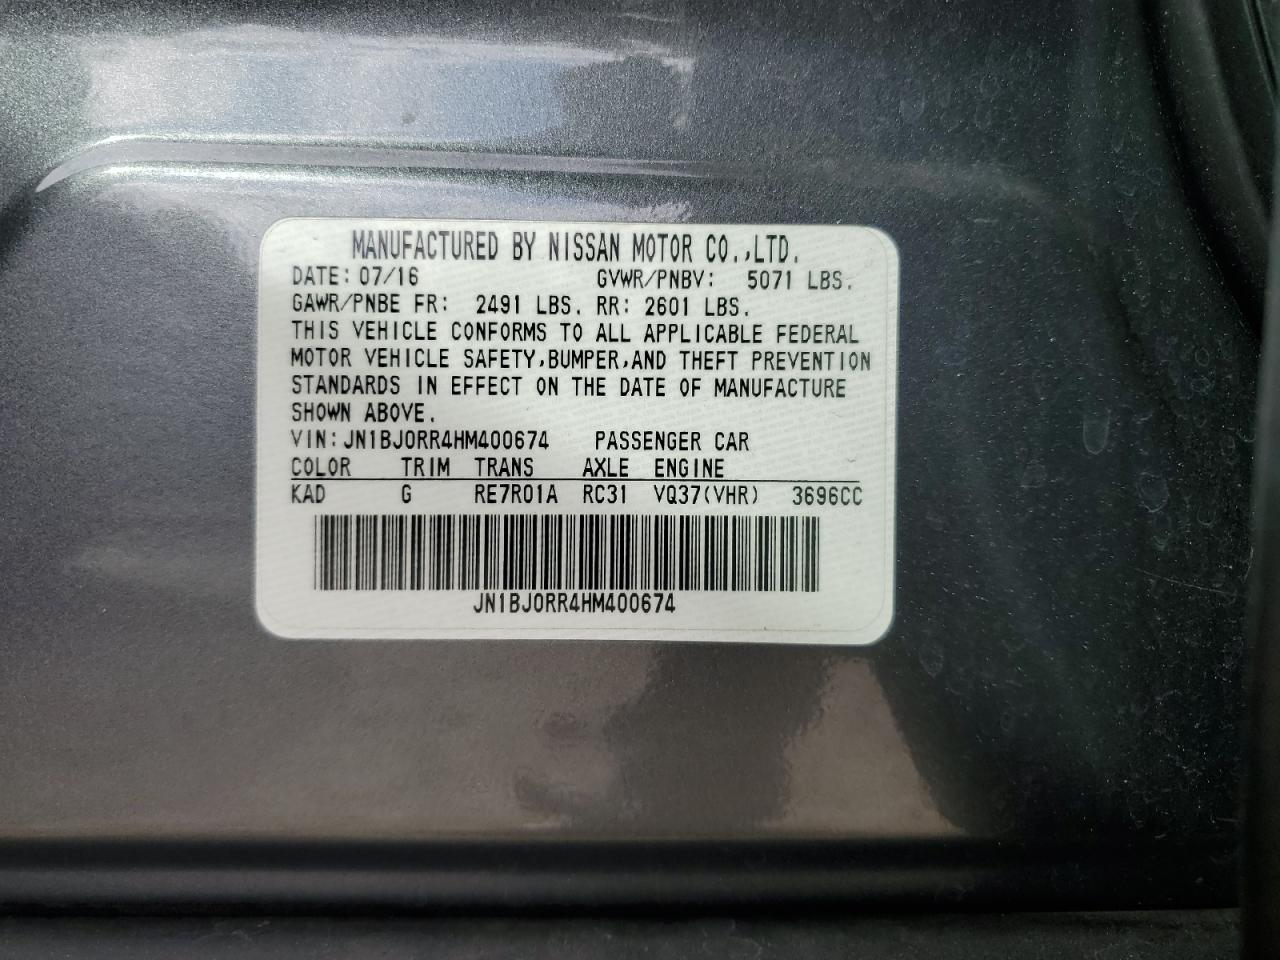 MANUFACTURED BY NISSAN MOTOR CO.,LTD.
DATE: 07/16 GVWR/PNBV: 5071 LBS.
GAWR/PNBE FR: 2491 LBS. RR: 2601 LBS.
THIS VEHICLE CONFORMS TO ALL APPLICABLE FEDERAL
MOTOR VEHICLE SAFETY,BUMPER,AND THEFT PREVENTION
STANDARDS IN EFFECT ON THE DATE OF MANUFACTURE
SHOWN ABOVE.
VIN: JN1BJ0RR4HM400674 PASSENGER CAR
COLOR TRIM TRANS AXLE ENGINE
KAD G RE7R01A RC31 VQ37(VHR) 3696CC
JN1BJ0RR4HM400674